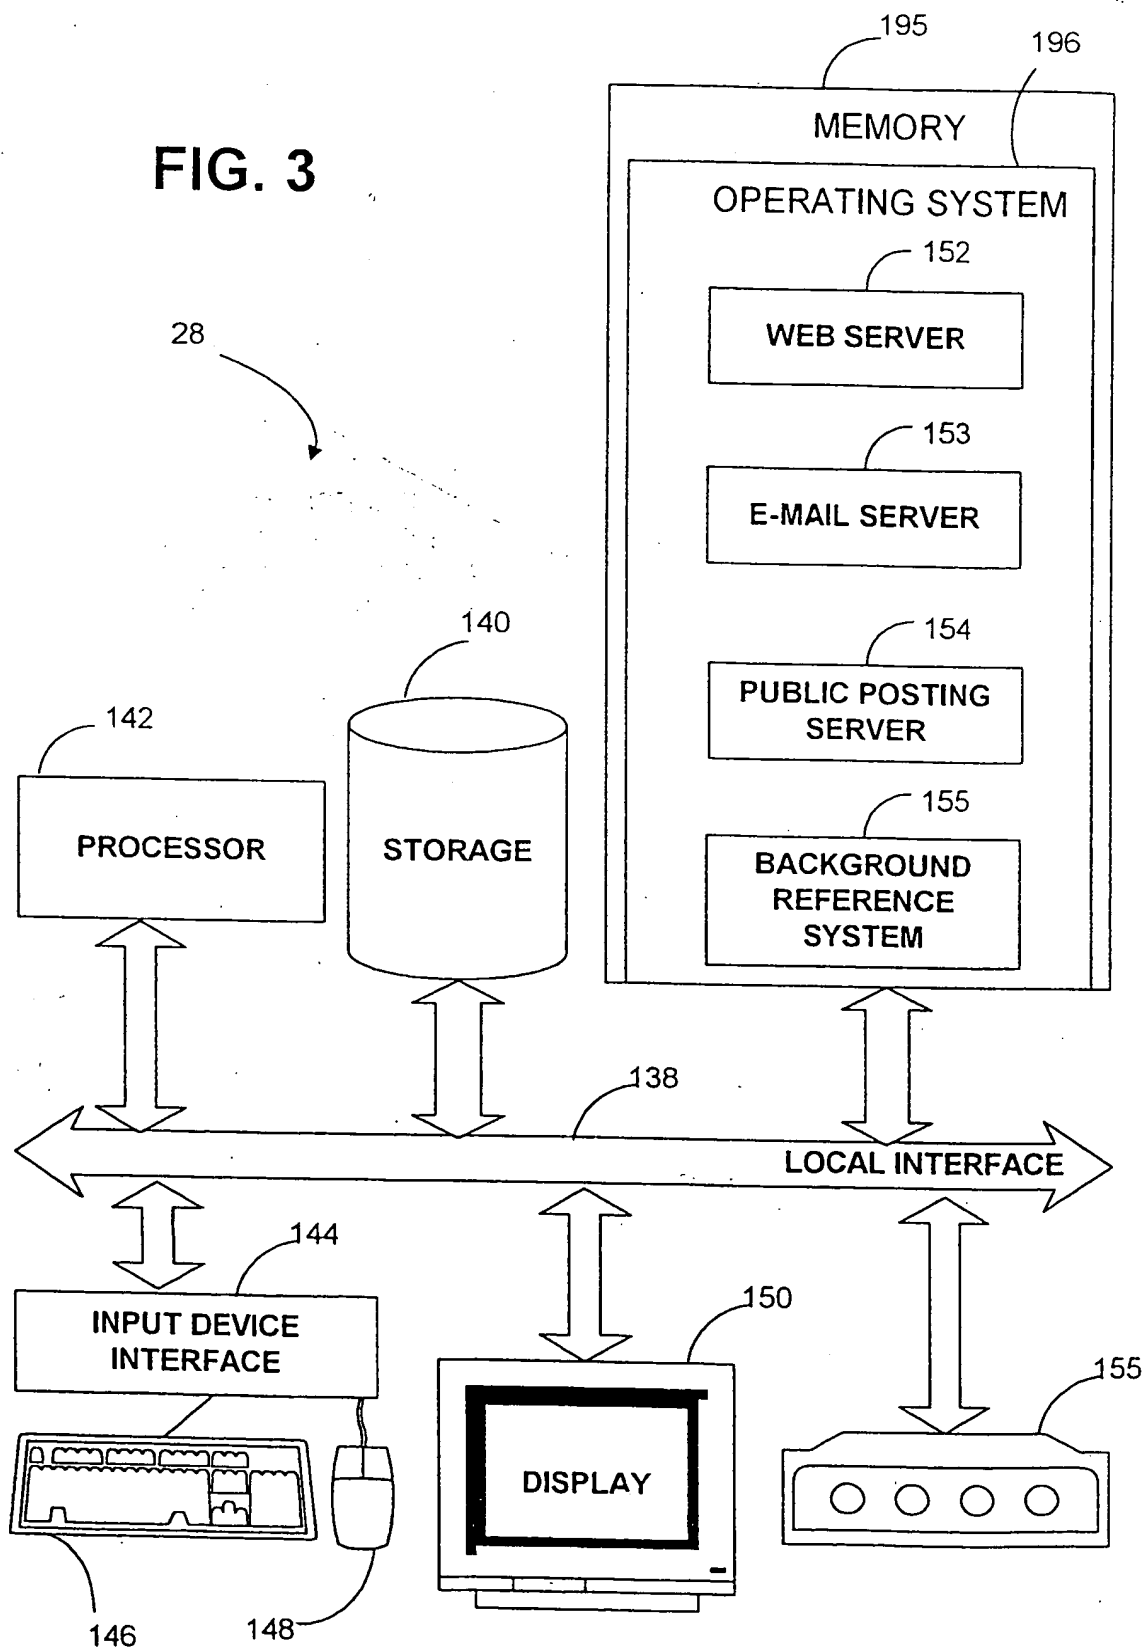 195
196
MEMORY
FIG. 3
OPERATING SYSTEM
152
WEB SERVER
28
153
E-MAIL SERVER
140
154
PUBLIC POSTING
SERVER
142
155
PROCESSOR
STORAGE
BACKGROUND
REFERENCE
SYSTEM
138
LOCAL INTERFACE
144
INPUT DEVICE
INTERFACE
150
155
DISPLAY
146
148